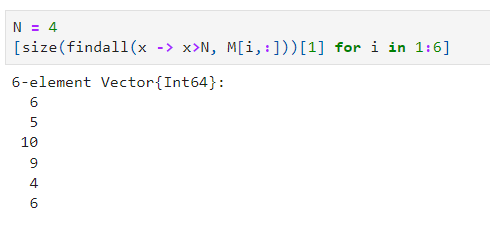 N = 4
[size(findall(x -> x>N, M[i,:]))[1] for i in 1:6]
6-element Vector{Int64}:
6
5
10
9
4
6